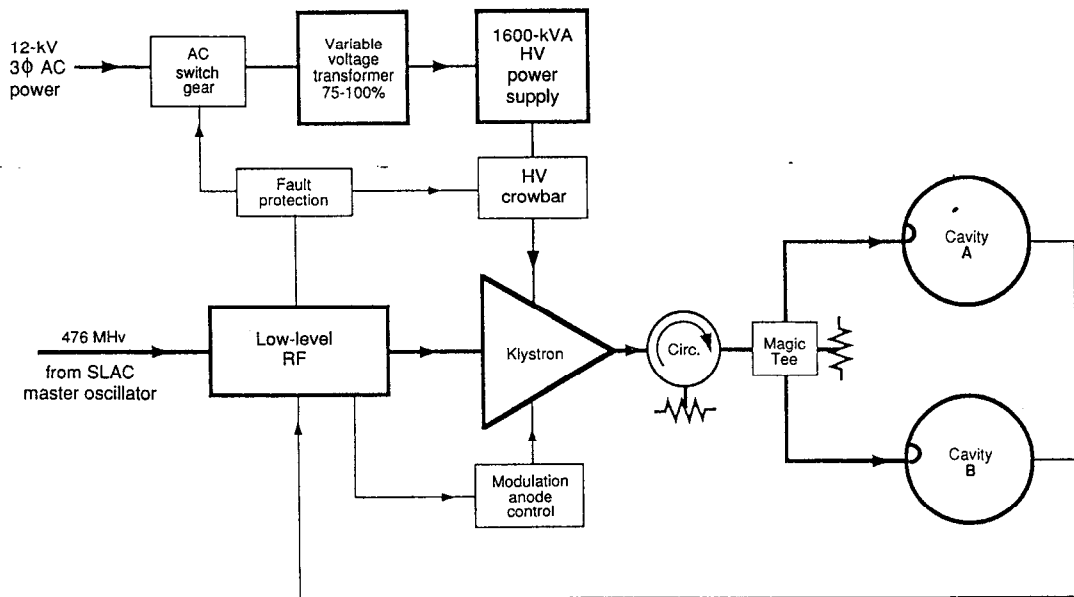 12-kV
3ϕ AC
power
AC
switch
gear
Variable
voltage
transformer
75-100%
1600-kVA
HV
power
supply
Fault
protection
HV
crowbar
476 MHv
from SLAC
master oscillator
Low-level
RF
Klystron
Circ.
Magic
Tee
Cavity
A
Cavity
B
Modulation
anode
control